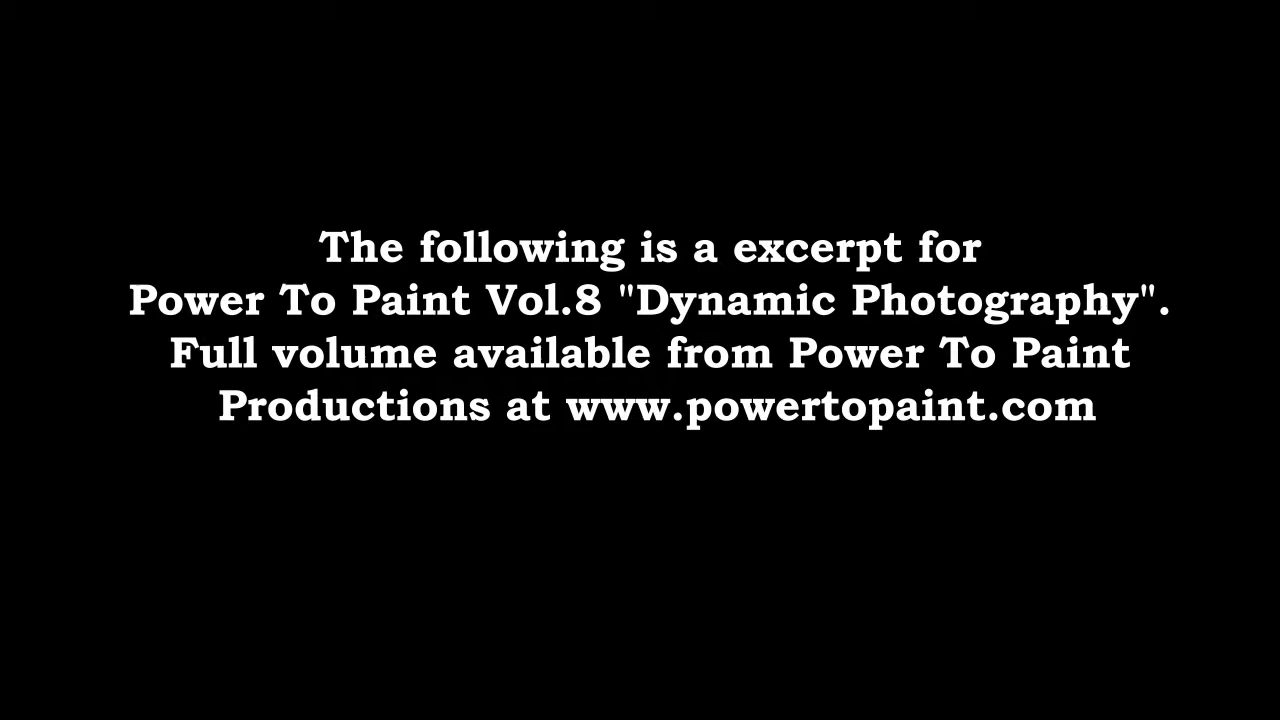 The following is a excerpt for
Power To Paint Vol.8 "Dynamic Photography".
Full volume available from Power To Paint
Productions at www.powertopaint.com